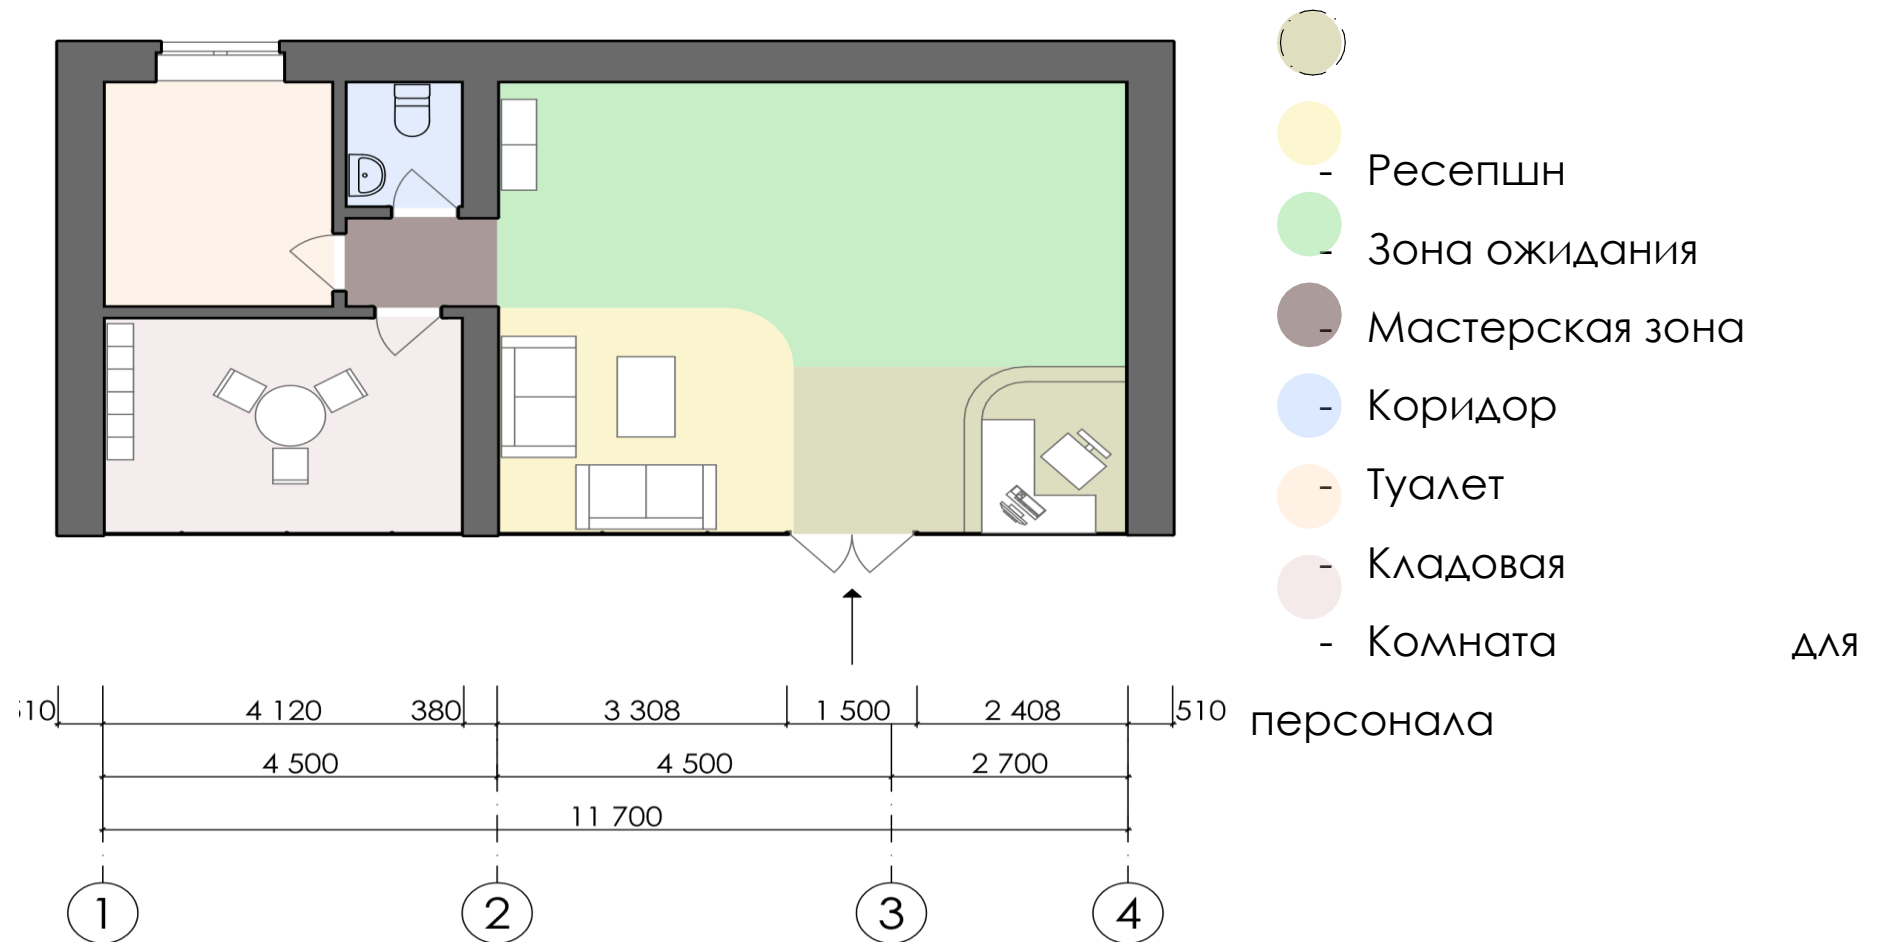 - Ресепшн
- Зона ожидания
- Мастерская зона
- Коридор
- Туалет
- Кладовая
- Комната для
персонала
10 4 120 380 3 308 1 500 2 408 510
4 500 4 500 2 700
11 700
1 2 3 4